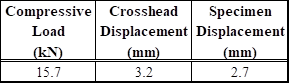 Compressive Crosshead Specimen
Load Displacement Displacement
(kN) (mm) (mm)
15.7 3.2 2.7